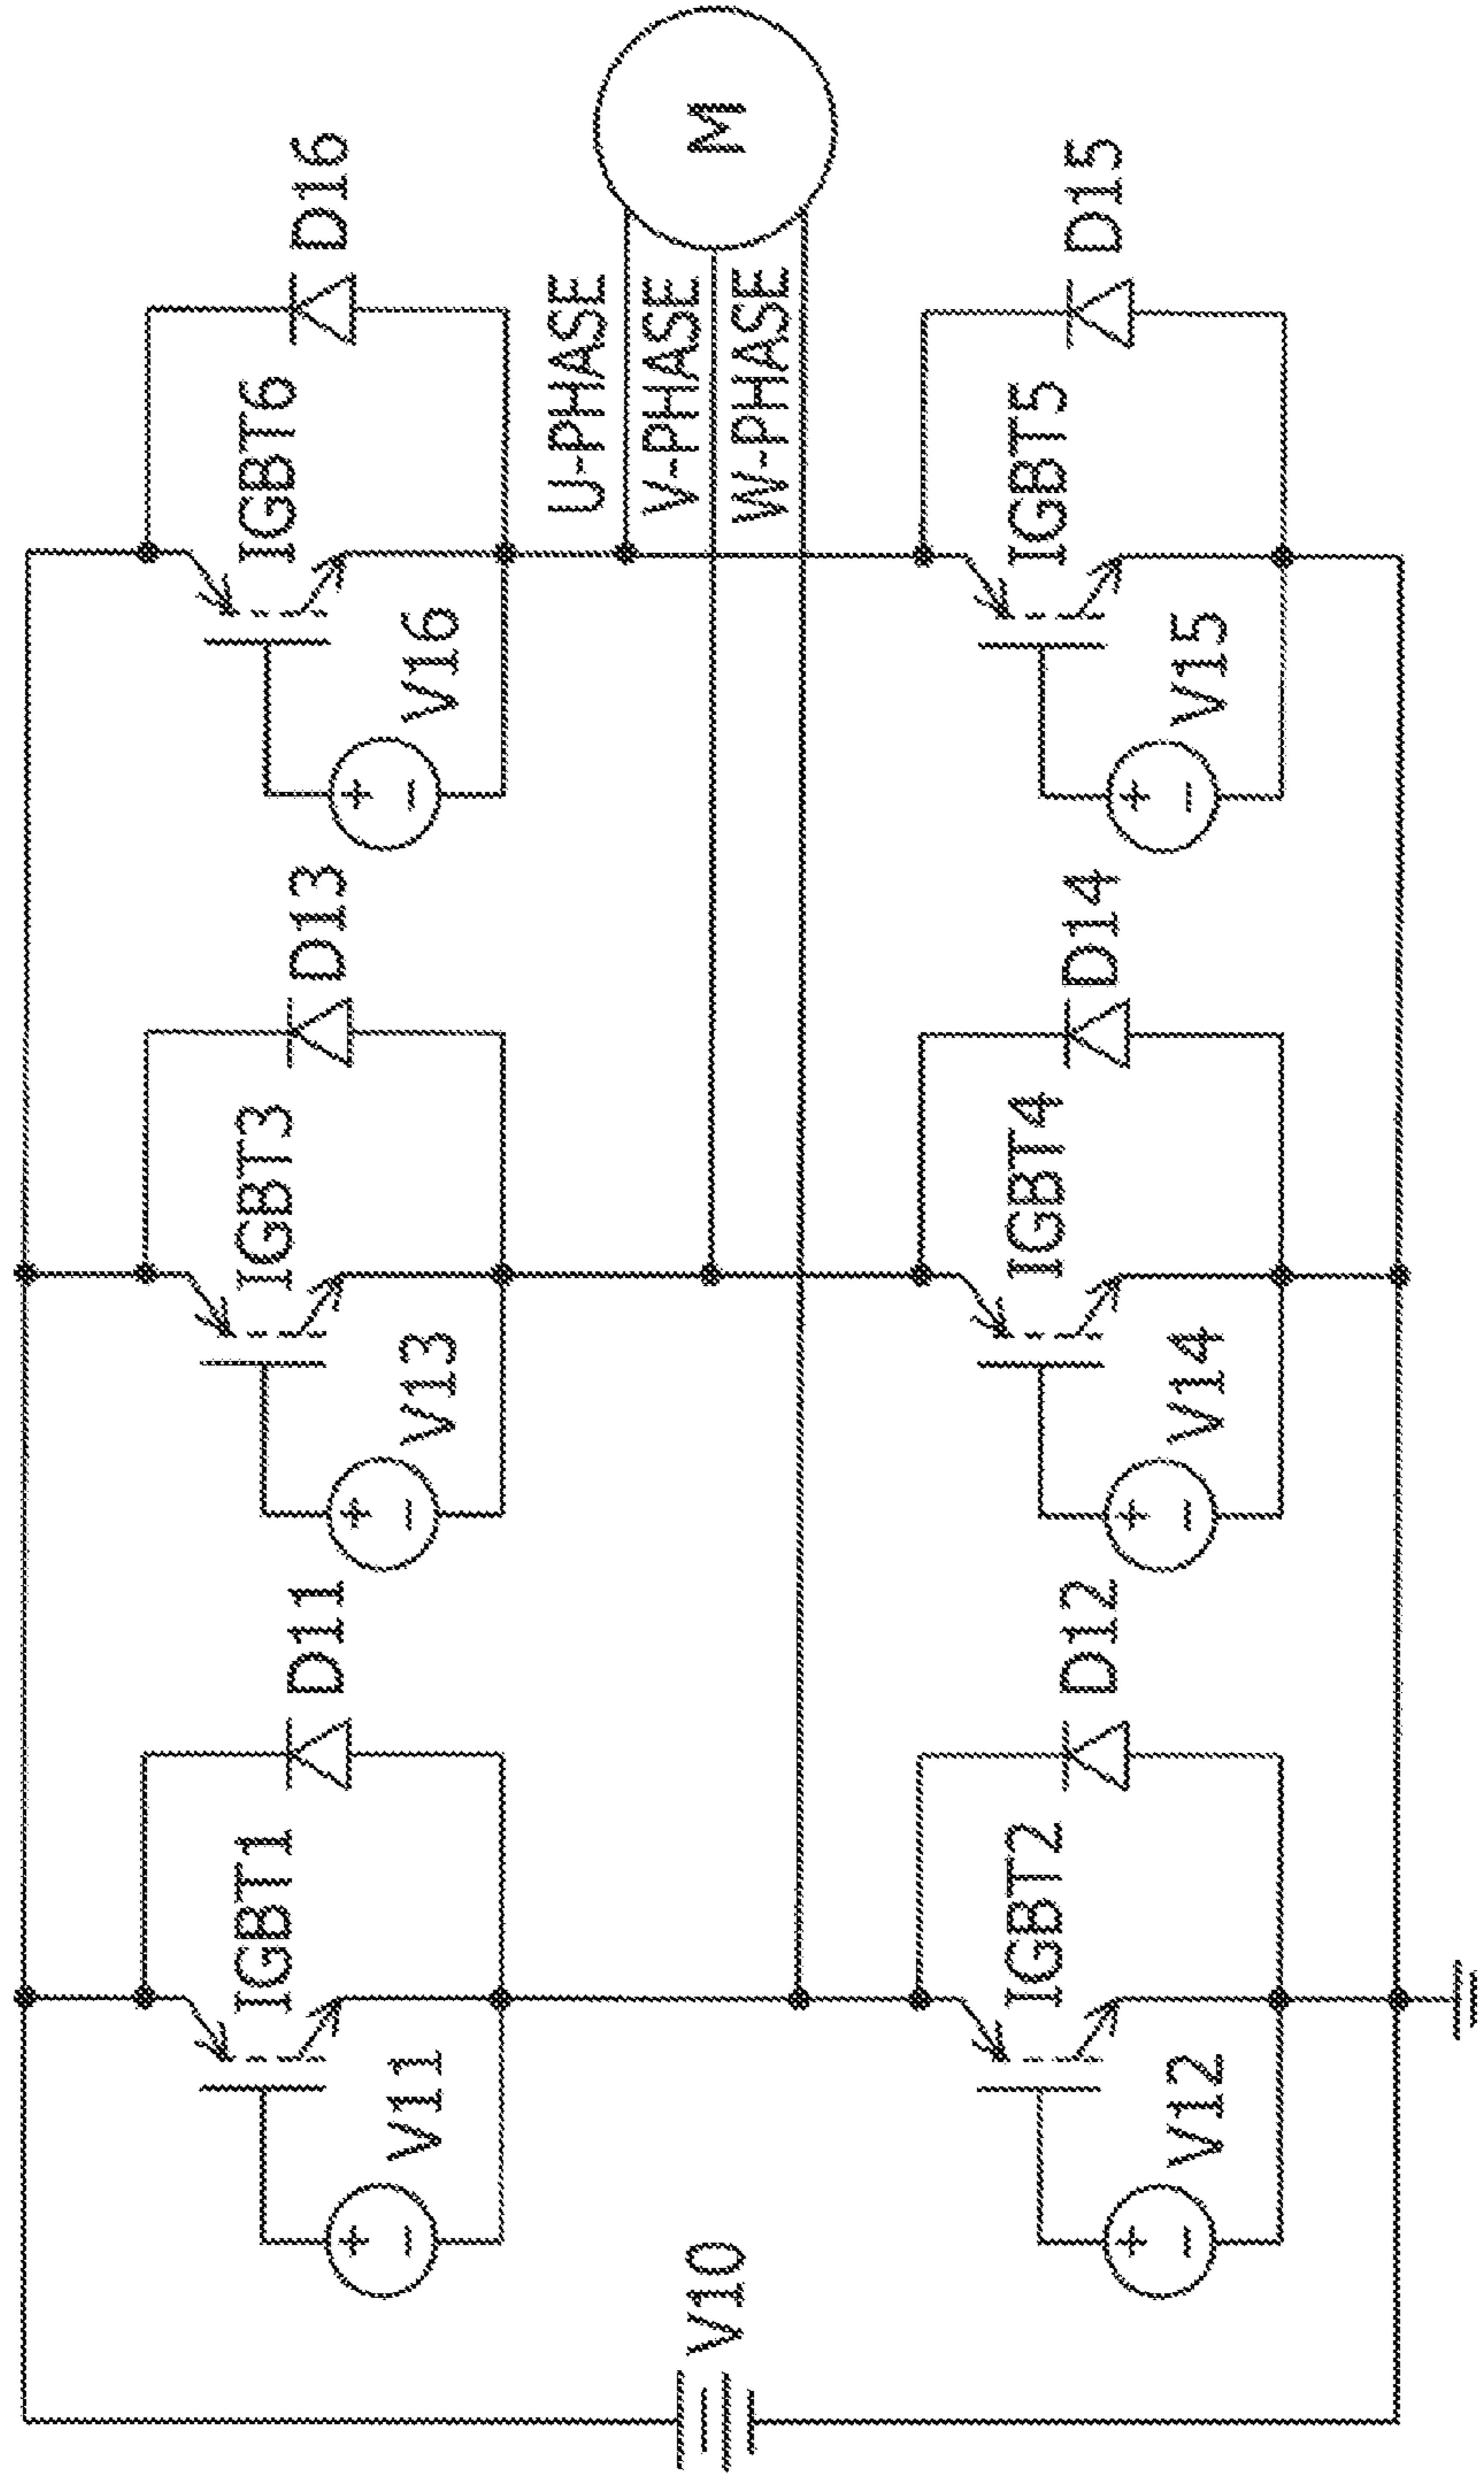 V10
V11
IGBT1
D11
V13
IGBT3
D13
V16
IGBT6
D16
U-PHASE
V-PHASE
W-PHASE
M
V12
IGBT2
D12
V14
IGBT4
D14
V15
IGBT5
D15